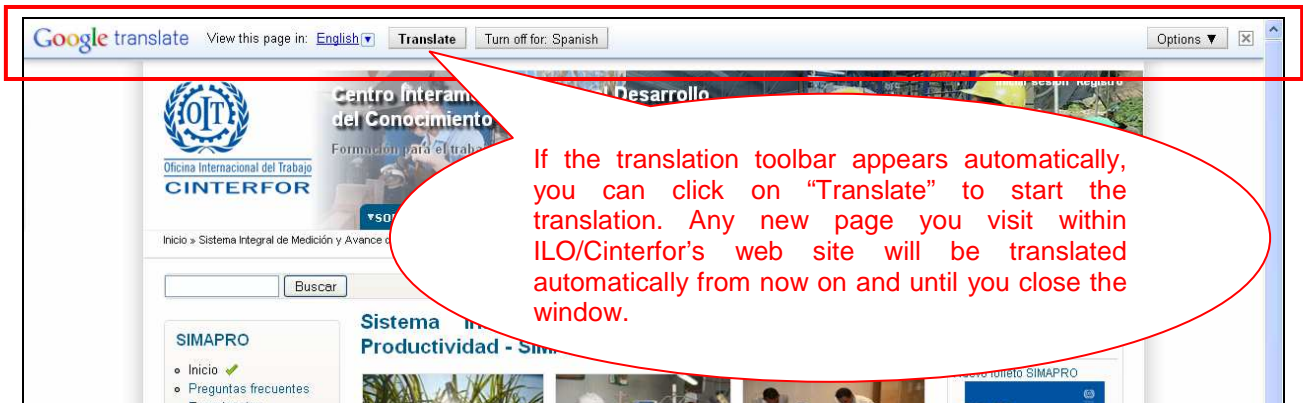 Google translate View this page in: English Translate Turn off for: Spanish Options
OIT
Oficina Internacional del Trabajo
CINTERFOR
Centro Desarrollo
del Conocimiento
Formación para el
Registro
If the translation toolbar appears automatically,
you can click on “Translate” to start the
translation. Any new page you visit within
ILO/Cinterfor’s web site will be translated
automatically from now on and until you close the
window.
Inicio » Sistema Integral de Medición y Avance
Buscar
SIMAPRO
Inicio
Preguntas frecuentes
Sistema
Productividad -
folleto SIMAPRO